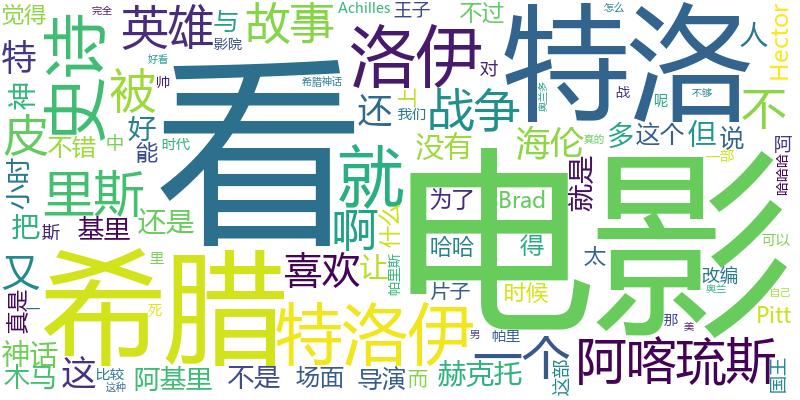 觉得
英雄
与
影院
故事
Achilles
王子
不过
怎么
完全
好看
帅
希腊神话
洛伊
对
特洛
人
Hector
特
神
史诗
被
还
上
我们
奥兰多
战
呢
不够
皮
不错
中
好
能
时代
看
战争
没有
海伦
多
这个
但
说
不
真的
一部
阿
哈哈哈
小时
里斯
就
为了
Brad
就是
把
斯
基里
还是
啊
什么
哈哈
得
电影
又
里
喜欢
让
帕里斯
片子
时候
太
改编
奥兰
可以
自己
真是
希腊
死
特洛伊
男
帕里
那
美
Pitt
神话
木马
这
比较
这种
阿基里
不是
场面
导演
而
赫克托
一个
这部
阿喀琉斯
国王